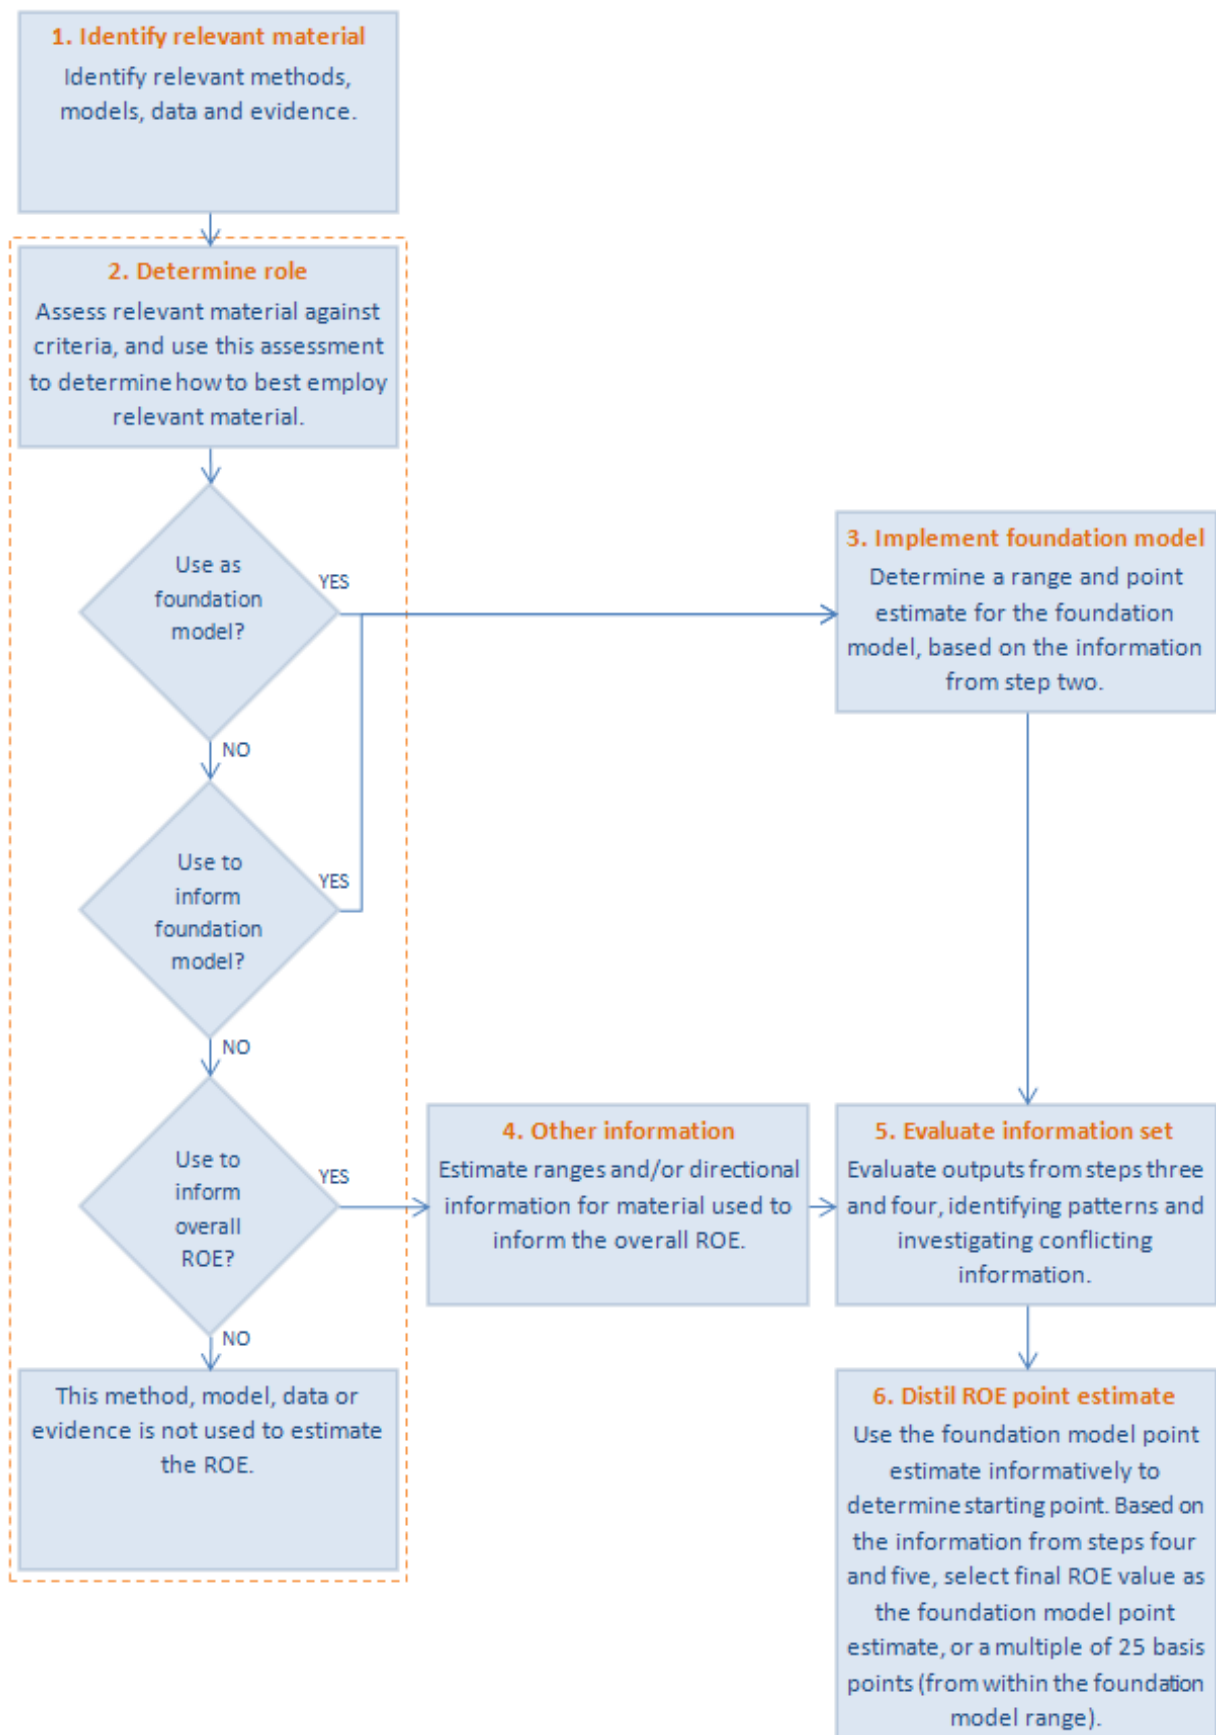 1. Identify relevant material
Identify relevant methods,
models, data and evidence.
2. Determine role
Assess relevant material against
criteria, and use this assessment
to determine how to best employ
relevant material.
Use as
foundation
model?
YES
NO
3. Implement foundation model
Determine a range and point
estimate for the foundation
model, based on the information
from step two.
Use to
inform
foundation
model?
YES
NO
Use to
inform
overall
ROE?
YES
NO
4. Other information
Estimate ranges and/or directional
information for material used to
inform the overall ROE.
5. Evaluate information set
Evaluate outputs from steps three
and four, identifying patterns and
investigating conflicting
information.
This method, model, data or
evidence is not used to estimate
the ROE.
6. Distil ROE point estimate
Use the foundation model point
estimate informatively to
determine starting point. Based on
the information from steps four
and five, select final ROE value as
the foundation model point
estimate, or a multiple of 25 basis
points (from within the foundation
model range).